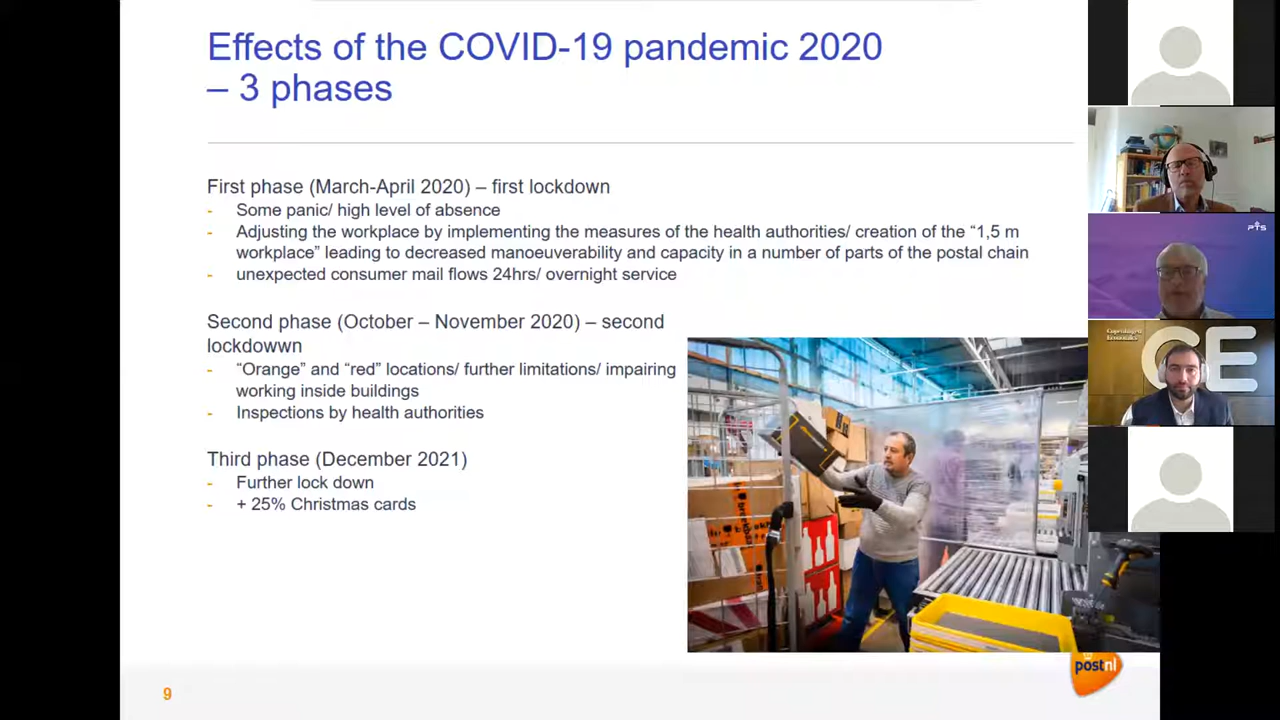 Effects of the COVID-19 pandemic 2020
– 3 phases
First phase (March-April 2020) – first lockdown
- Some panic/ high level of absence
- Adjusting the workplace by implementing the measures of the health authorities/ creation of the “1,5 m
workplace” leading to decreased manoeuverability and capacity in a number of parts of the postal chain
- unexpected consumer mail flows 24hrs/ overnight service
Second phase (October – November 2020) – second
lockdowwn
- “Orange” and “red” locations/ further limitations/ impairing
working inside buildings
- Inspections by health authorities
Third phase (December 2021)
- Further lock down
- + 25% Christmas cards
9
postnl
PTS
Copenhagen
Economics
CE